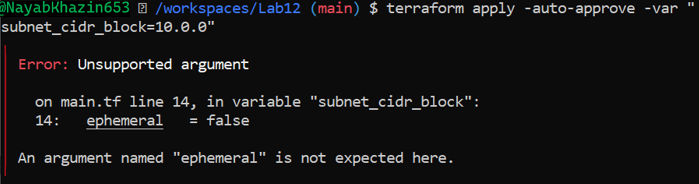 @NayabKhazin653 /workspaces/Lab12 (main) $ terraform apply -auto-approve -var "
subnet_cidr_block=10.0.0"
Error: Unsupported argument
on main.tf line 14, in variable "subnet_cidr_block":
14: ephemeral = false
An argument named "ephemeral" is not expected here.